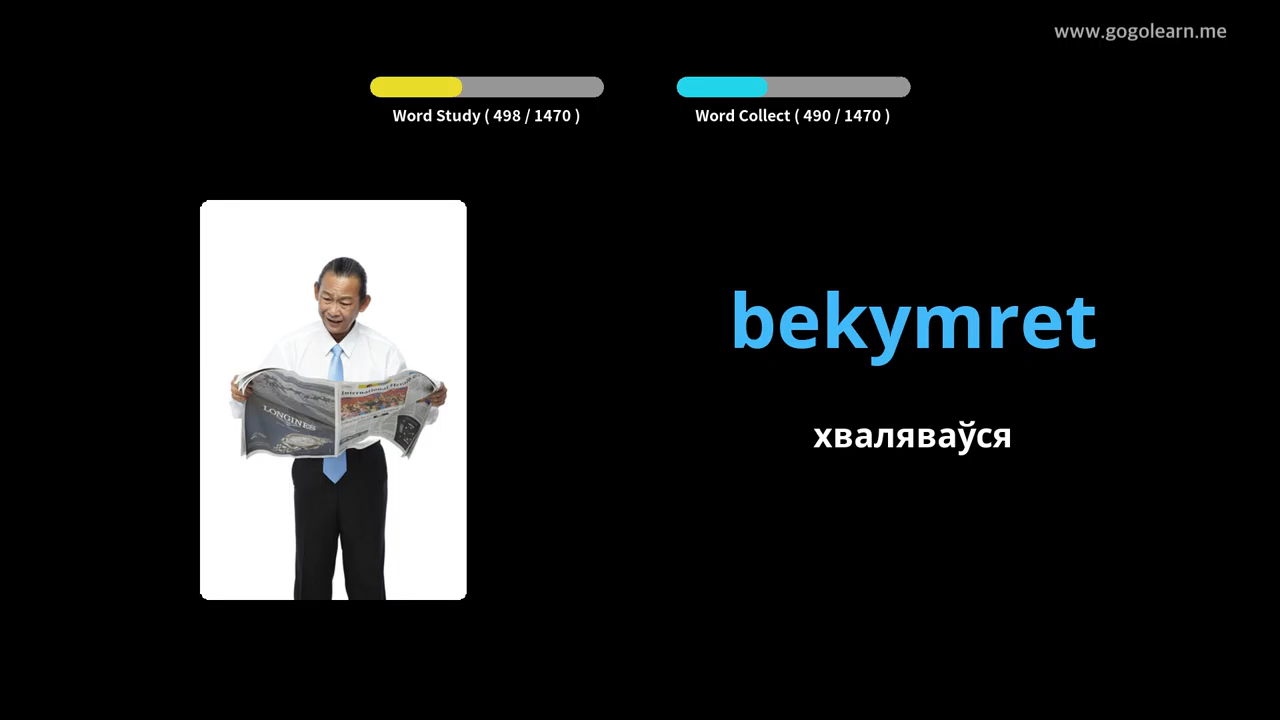 www.gogolearn.me
Word Study ( 498 / 1470 )
Word Collect ( 490 / 1470 )
bekymret
хваляваўся
LONGINES